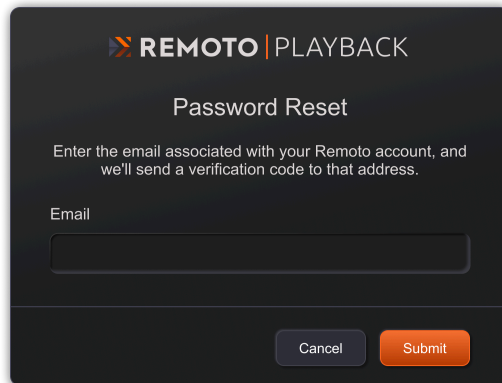 REMOTO | PLAYBACK
Password Reset
Enter the email associated with your Remoto account, and
we'll send a verification code to that address.
Email
Cancel Submit